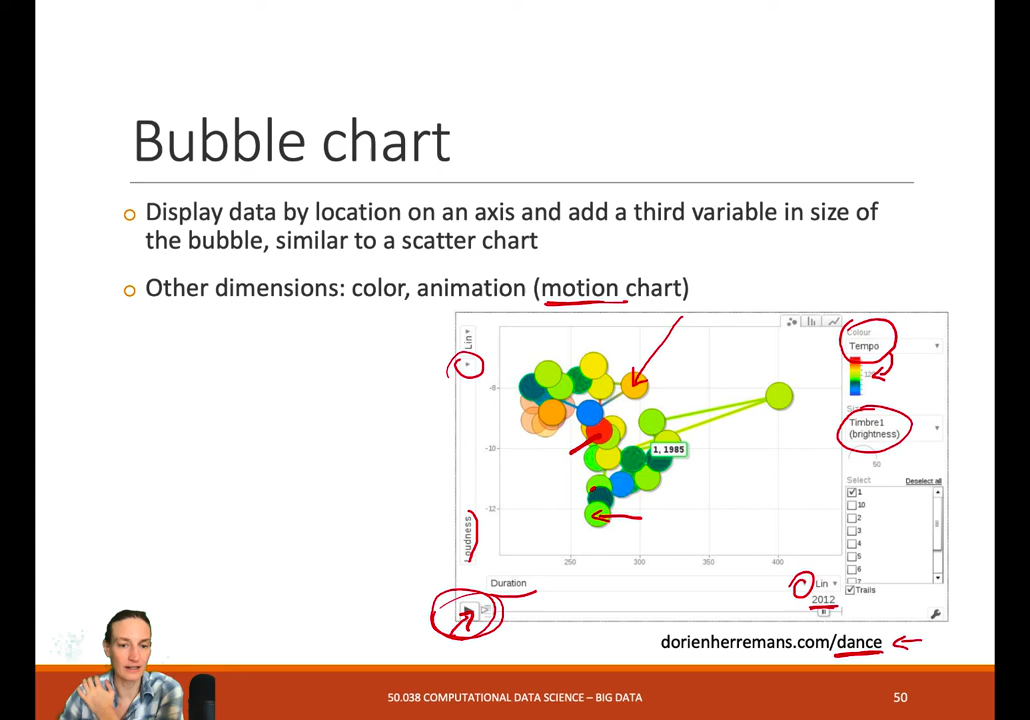 Bubble chart
Display data by location on an axis and add a third variable in size of
the bubble, similar to a scatter chart
Other dimensions: color, animation (motion chart)
Lin
Colour
Tempo
-8
-10
-12
1, 1985
Timbre1
(brightness)
50
Select
Deselect all
1
10
2
3
4
5
6
7
Trails
250
300
350
400
Duration
Lin
2012
dorienherremans.com/dance
50.038 COMPUTATIONAL DATA SCIENCE – BIG DATA
50